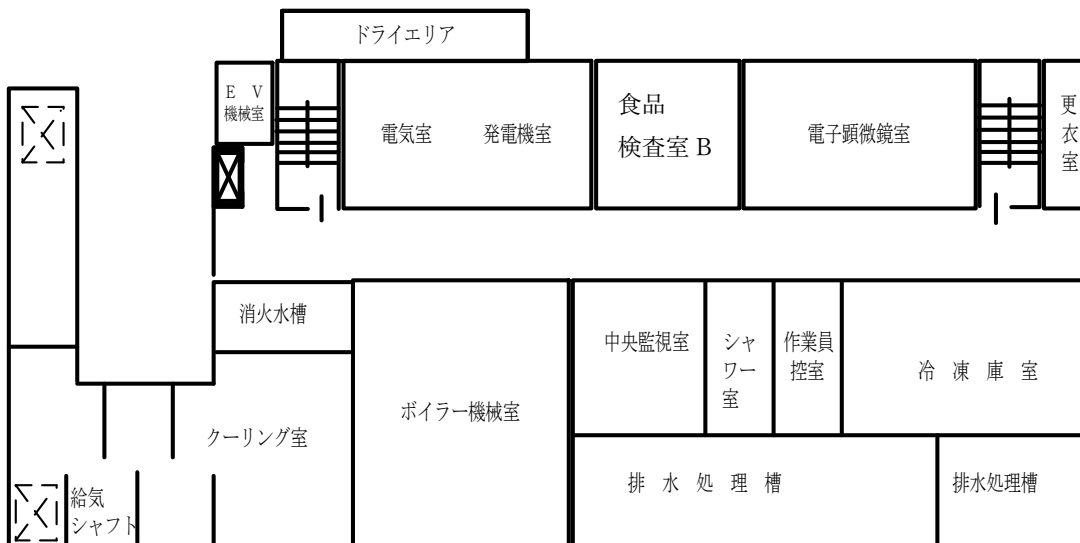 ドライエリア
E V
機械室
電気室
発電機室
食品
検査室 B
電子顕微鏡室
更
衣
室
消火水槽
中央監視室
シャ
ワー
室
作業員
控室
冷 凍 庫 室
ボイラー機械室
クーリング室
給気
シャフト
排 水 処 理 槽
排水処理槽